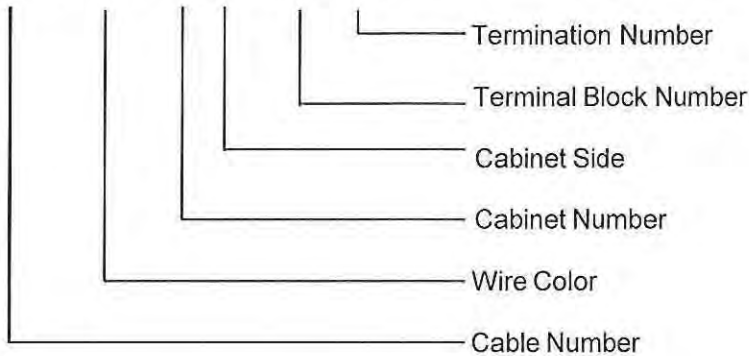 Termination Number
Terminal Block Number
Cabinet Side
Cabinet Number
Wire Color
Cable Number